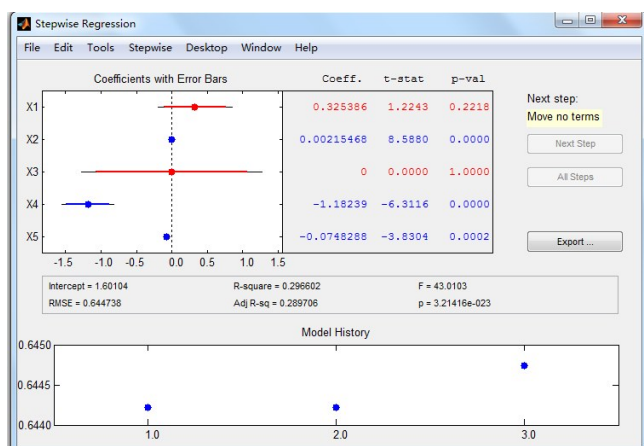 Stepwise Regression
File Edit Tools Stepwise Desktop Window Help
Coefficients with Error Bars Coeff. t-stat p-val
X1 0.325386 1.2243 0.2218
X2 0.00215468 8.5880 0.0000
X3 0 0.0000 1.0000
X4 -1.18239 -6.3116 0.0000
X5 -0.0748288 -3.8304 0.0002
-1.5 -1.0 -0.5 0.0 0.5 1.0 1.5
Next step:
Move no terms
Next Step
All Steps
Export ...
Intercept = 1.60104 R-square = 0.296602 F = 43.0103
RMSE = 0.644738 Adj R-sq = 0.289706 p = 3.21416e-023
Model History
0.6450
0.6445
0.6440
1.0 2.0 3.0